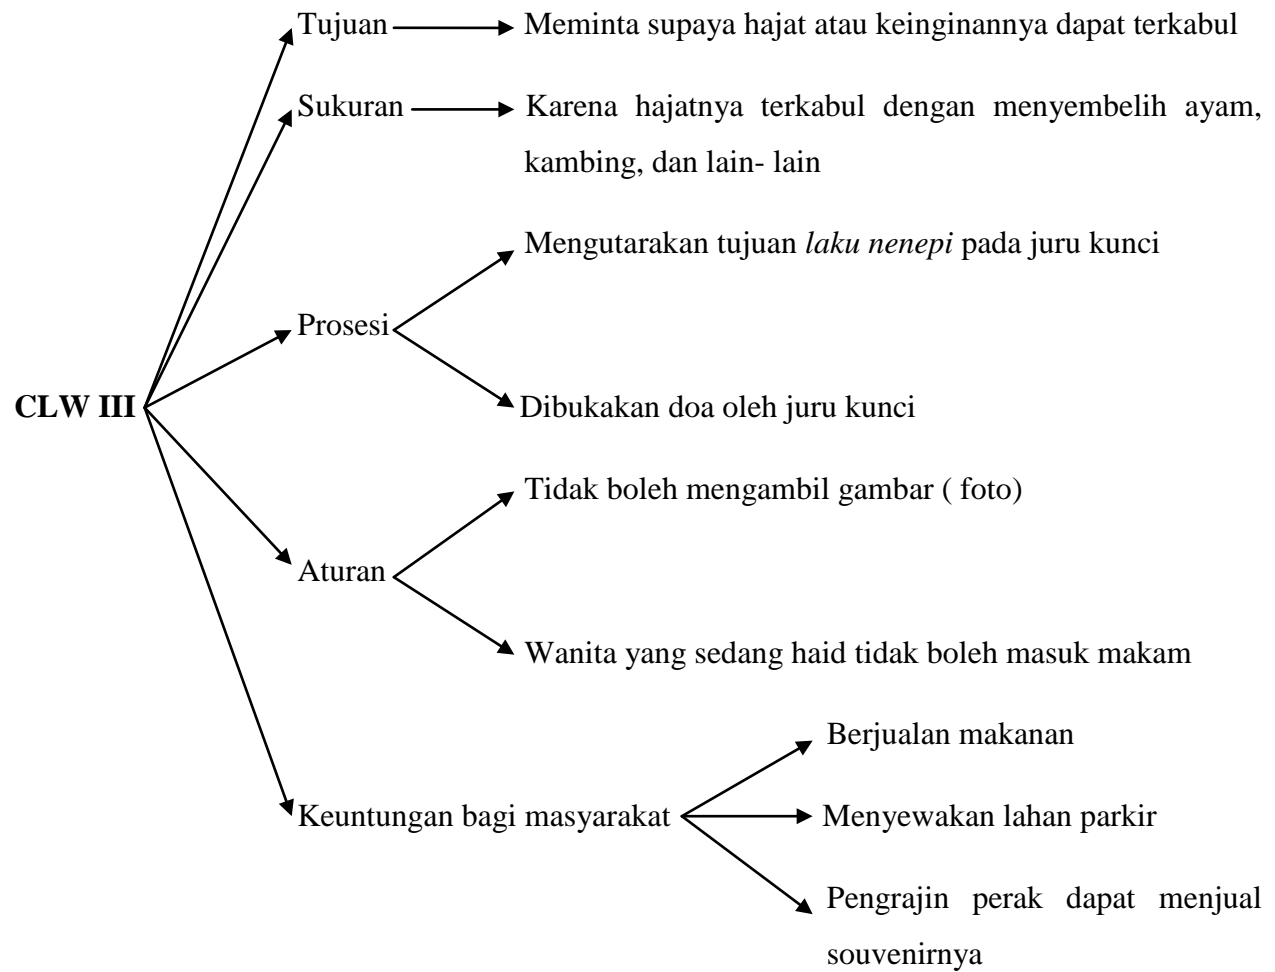 Tujuan
Meminta supaya hajat atau keinginannya dapat terkabul
Sukuran
Karena hajatnya terkabul dengan menyembelih ayam,
kambing, dan lain- lain
Mengutarakan tujuan laku nenepi pada juru kunci
Prosesi
Dibukakan doa oleh juru kunci
CLW III
Tidak boleh mengambil gambar ( foto)
Aturan
Wanita yang sedang haid tidak boleh masuk makam
Berjualan makanan
Keuntungan bagi masyarakat
Menyewakan lahan parkir
Pengrajin perak dapat menjual
souvenirnya